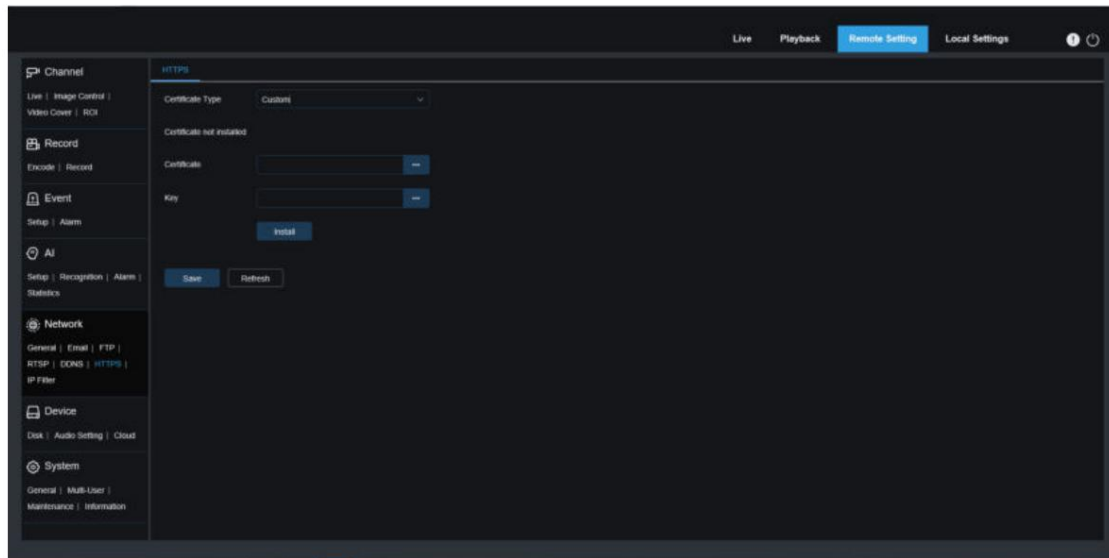 Live Playback Remote Setting Local Settings
Channel
Live | Image Control |
Video Cover | ROI
Record
Encode | Record
Event
Setup | Alarm
AI
Setup | Recognition | Alarm |
Statistics
Network
General | Email | FTP |
RTSP | DDNS | HTTPS |
IP Filter
Device
Disk | Audio Setting | Cloud
System
General | Multi-User |
Maintenance | Information
HTTPS
Certificate Type Custom
Certificate not installed
Certificate ...
Key ...
Install
Save Refresh